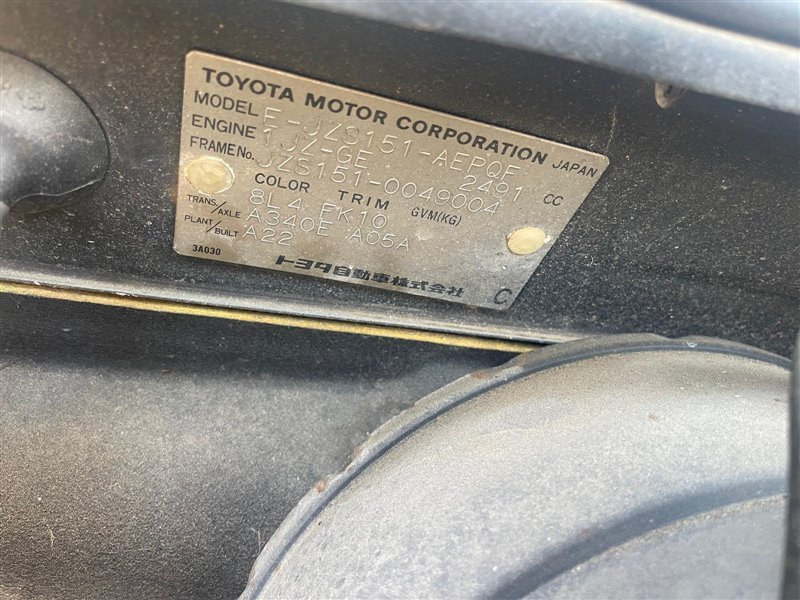 TOYOTA MOTOR CORPORATION JAPAN
MODEL E-JZS151-AEPQF
ENGINE 1JZ-GE 2491 CC
FRAME No. JZS151-0049004
COLOR TRIM GVM(KG)
8L4 FK10
TRANS./AXLE A340E A05A
PLANT/BUILT A22
3A030
トヨタ自動車株式会社 C